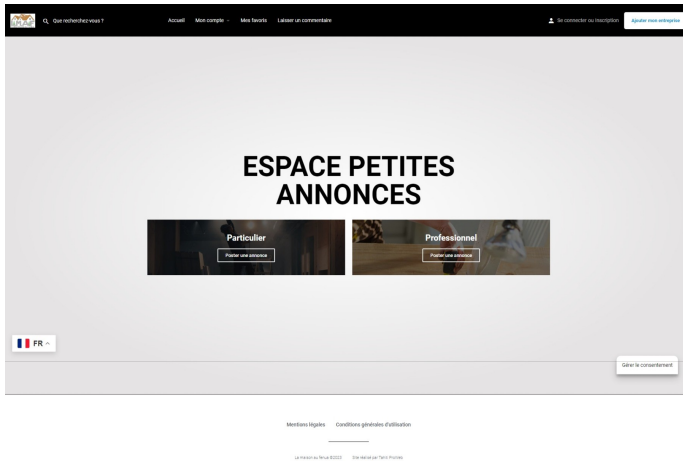 Que recherchez-vous ?
Accueil
Mon compte
Mes favoris
Laisser un commentaire
Se connecter ou Inscription
Ajouter mon entreprise
ESPACE PETITES
ANNONCES
Particulier
Poster une annonce
Professionnel
Poster une annonce
FR
Gérer le consentement
Mentions légales
Conditions générales d'utilisation